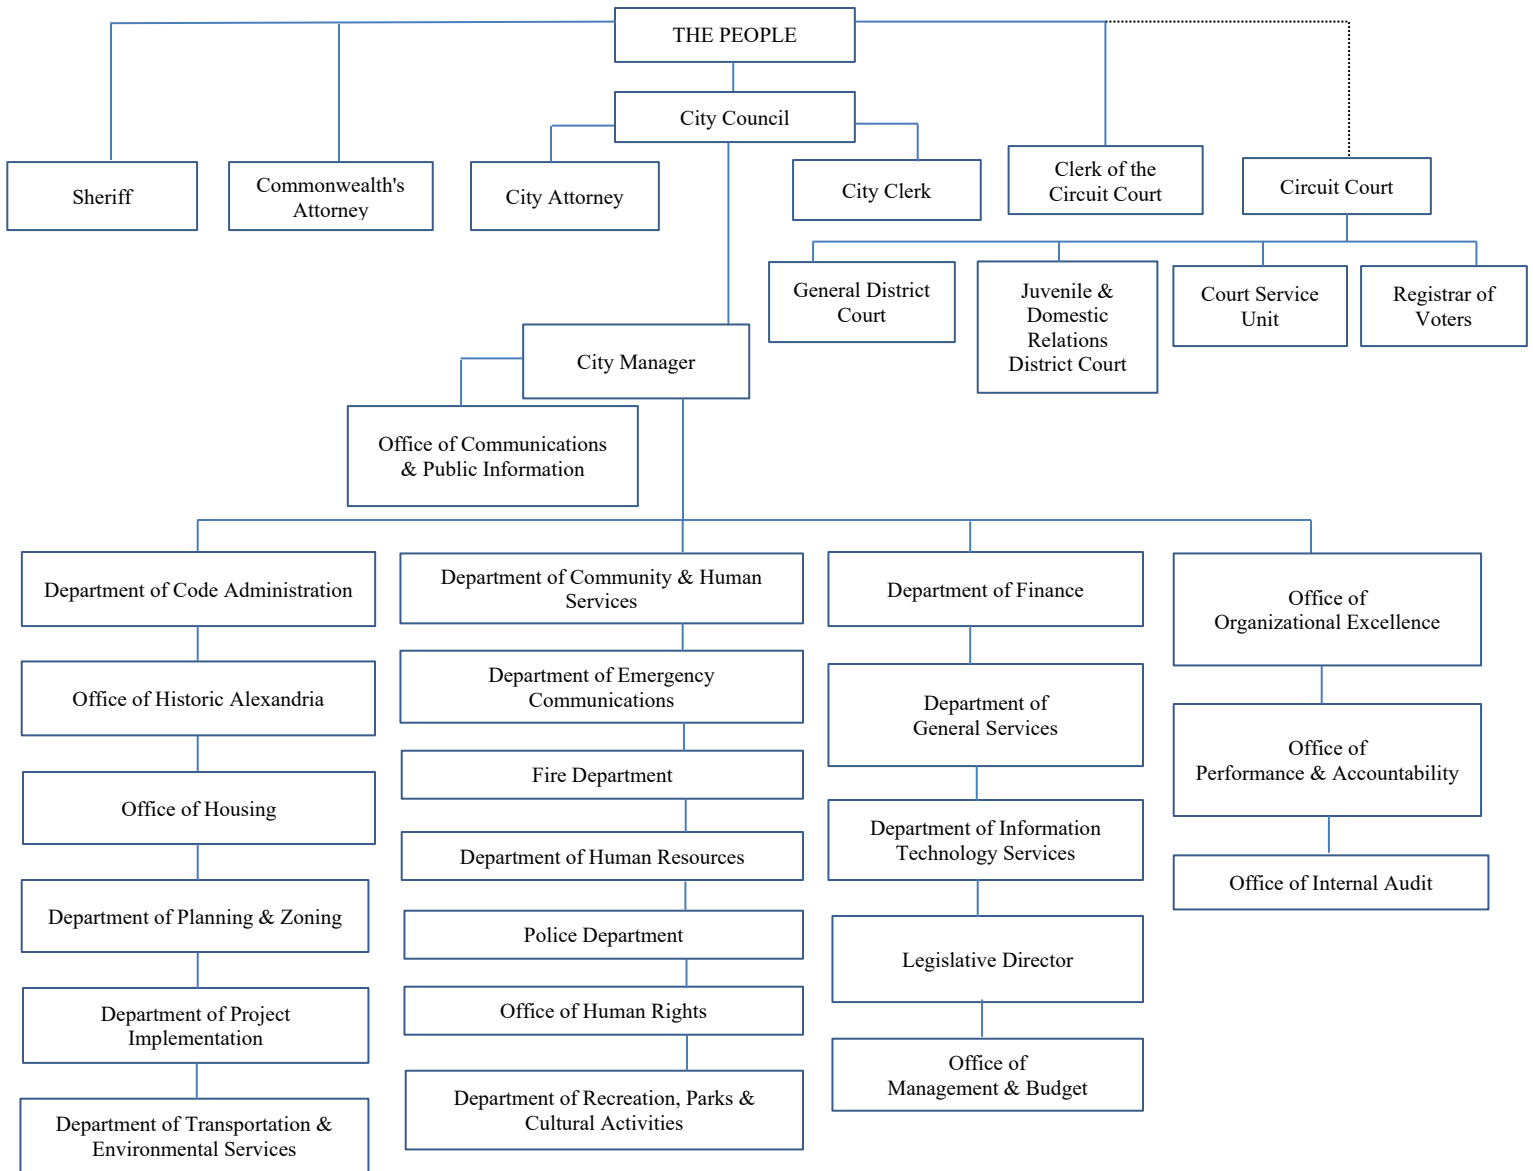 THE PEOPLE
City Council
Sheriff
Commonwealth's
Attorney
City Attorney
City Clerk
Clerk of the
Circuit Court
Circuit Court
General District
Court
Juvenile &
Domestic
Relations
District Court
Court Service
Unit
Registrar of
Voters
City Manager
Office of Communications
& Public Information
Department of Code Administration
Office of Historic Alexandria
Office of Housing
Department of Planning & Zoning
Department of Project
Implementation
Department of Transportation &
Environmental Services
Department of Community & Human
Services
Department of Emergency
Communications
Fire Department
Department of Human Resources
Police Department
Office of Human Rights
Department of Recreation, Parks &
Cultural Activities
Department of Finance
Department of
General Services
Department of Information
Technology Services
Legislative Director
Office of
Management & Budget
Office of
Organizational Excellence
Office of
Performance & Accountability
Office of Internal Audit